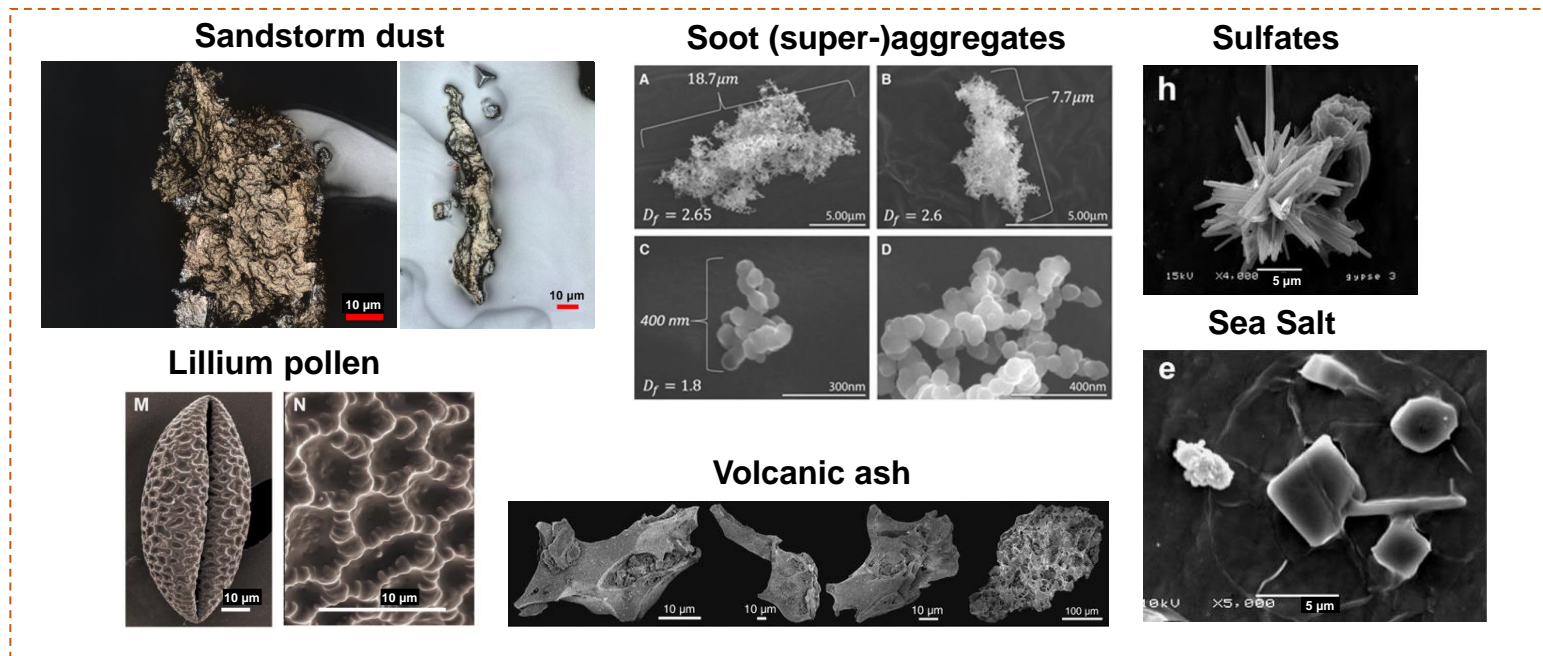 Sandstorm dust
10 µm
10 µm
Soot (super-)aggregates
A
18.7µm
D_f = 2.65
5.00µm
B
7.7µm
D_f = 2.6
5.00µm
C
400 nm
D_f = 1.8
300nm
D
400nm
Sulfates
h
15kV X4,000 5 µm gypse 3
Lillium pollen
M
10 µm
N
10 µm
Volcanic ash
10 µm
10 µm
10 µm
100 µm
Sea Salt
e
0kV X5,000 5 µm